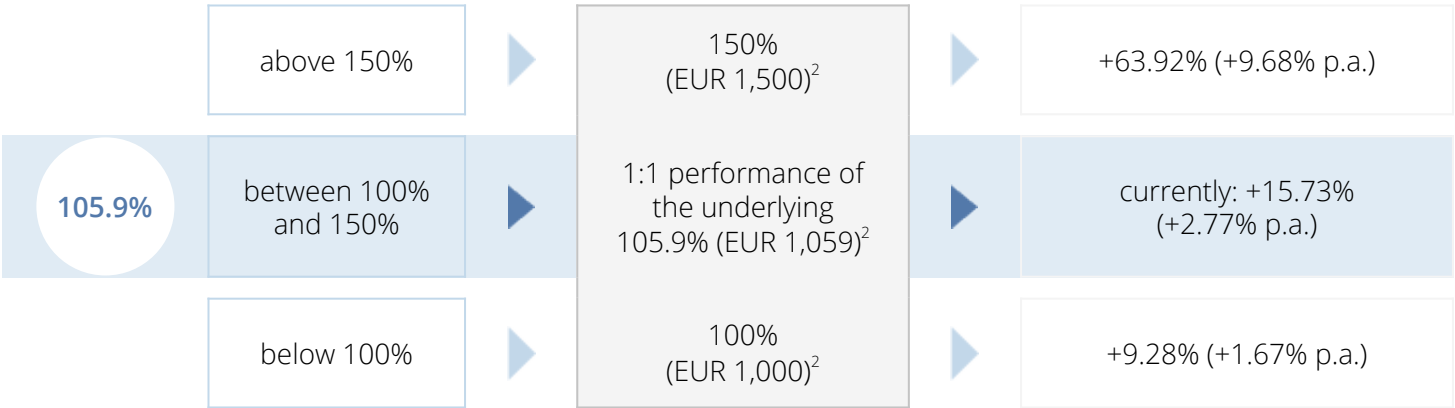 above 150%
150%
(EUR 1,500)²
+63.92% (+9.68% p.a.)
105.9%
between 100%
and 150%
1:1 performance of
the underlying
105.9% (EUR 1,059)²
currently: +15.73%
(+2.77% p.a.)
below 100%
100%
(EUR 1,000)²
+9.28% (+1.67% p.a.)